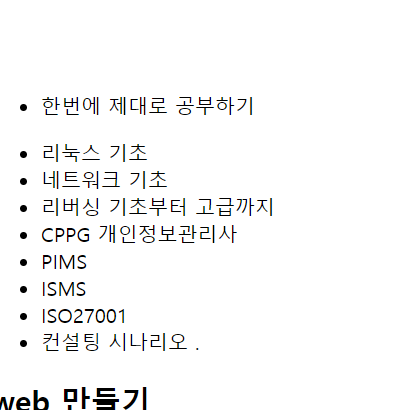 한번에 제대로 공부하기
리눅스 기초
네트워크 기초
리버싱 기초부터 고급까지
CPPG 개인정보관리사
PIMS
ISMS
ISO27001
컨설팅 시나리오 .
web 만들기